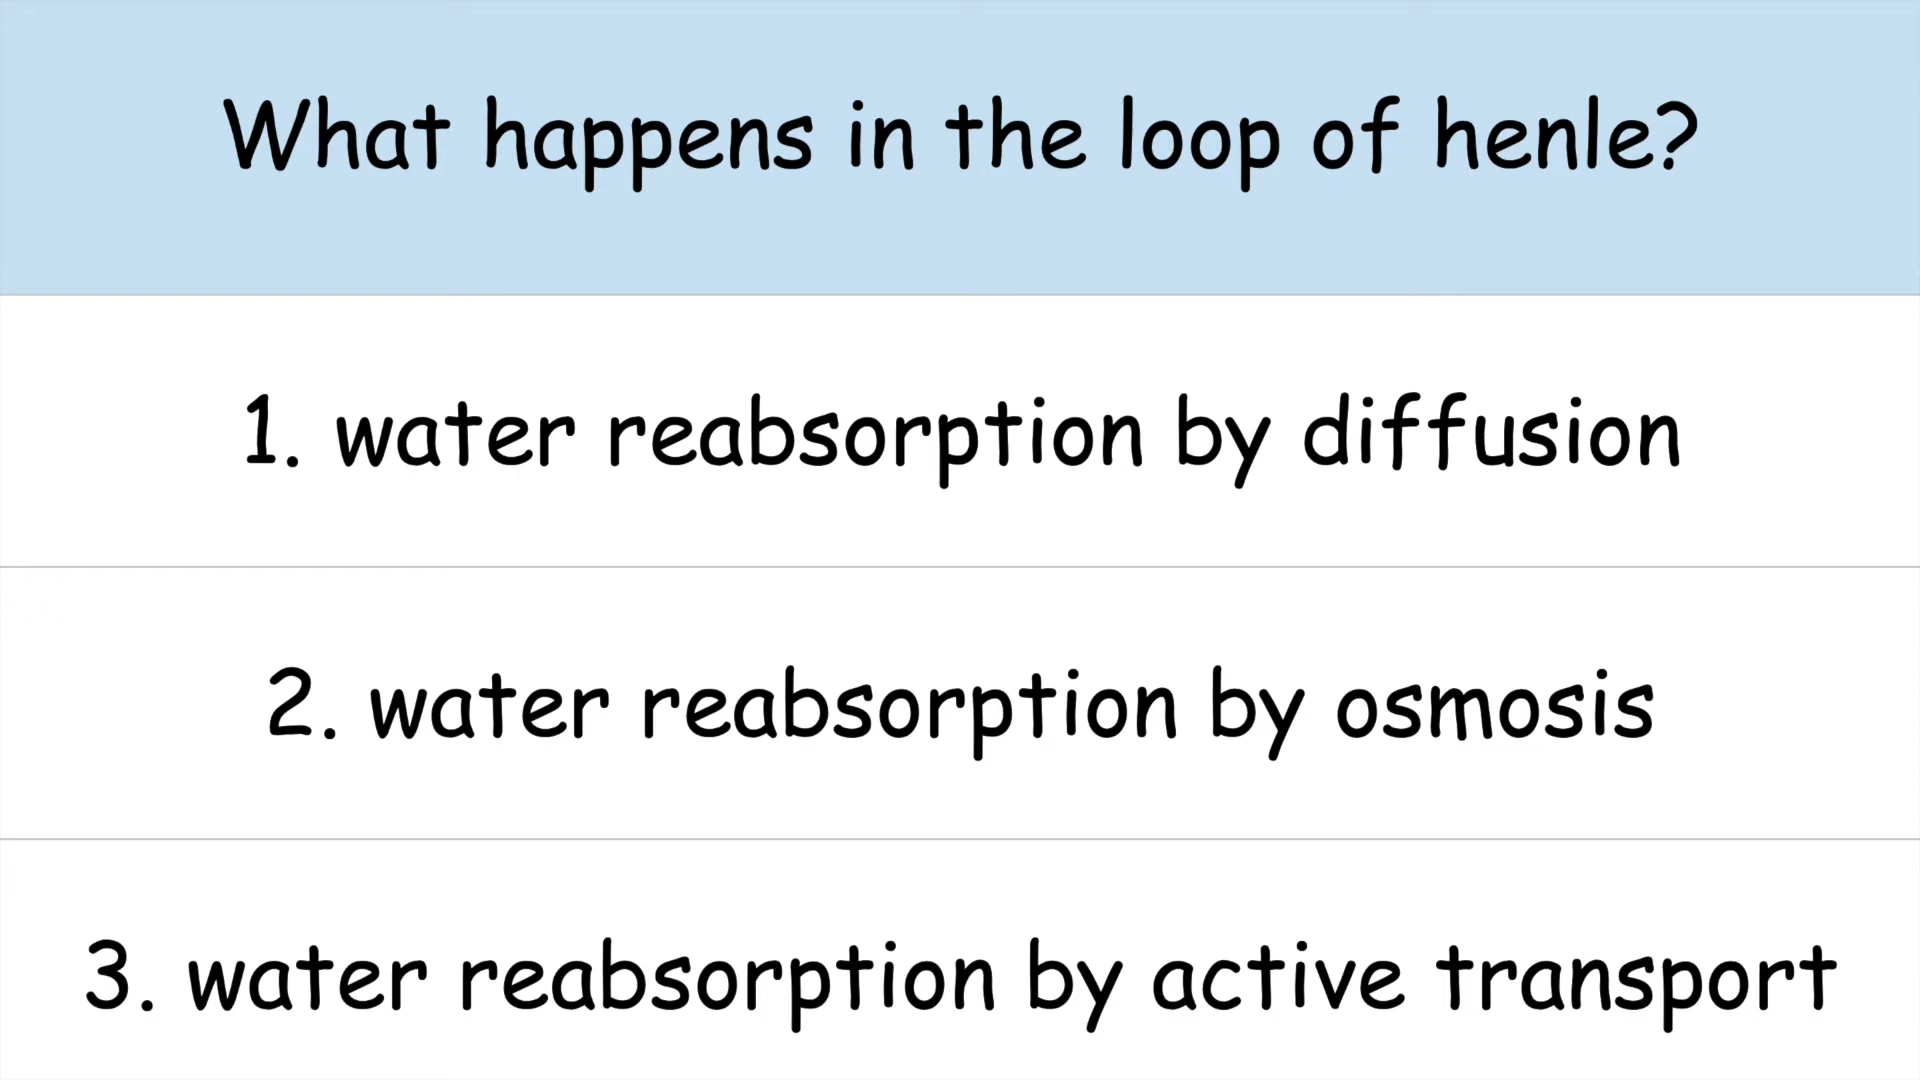 What happens in the loop of henle?
1. water reabsorption by diffusion
2. water reabsorption by osmosis
3. water reabsorption by active transport